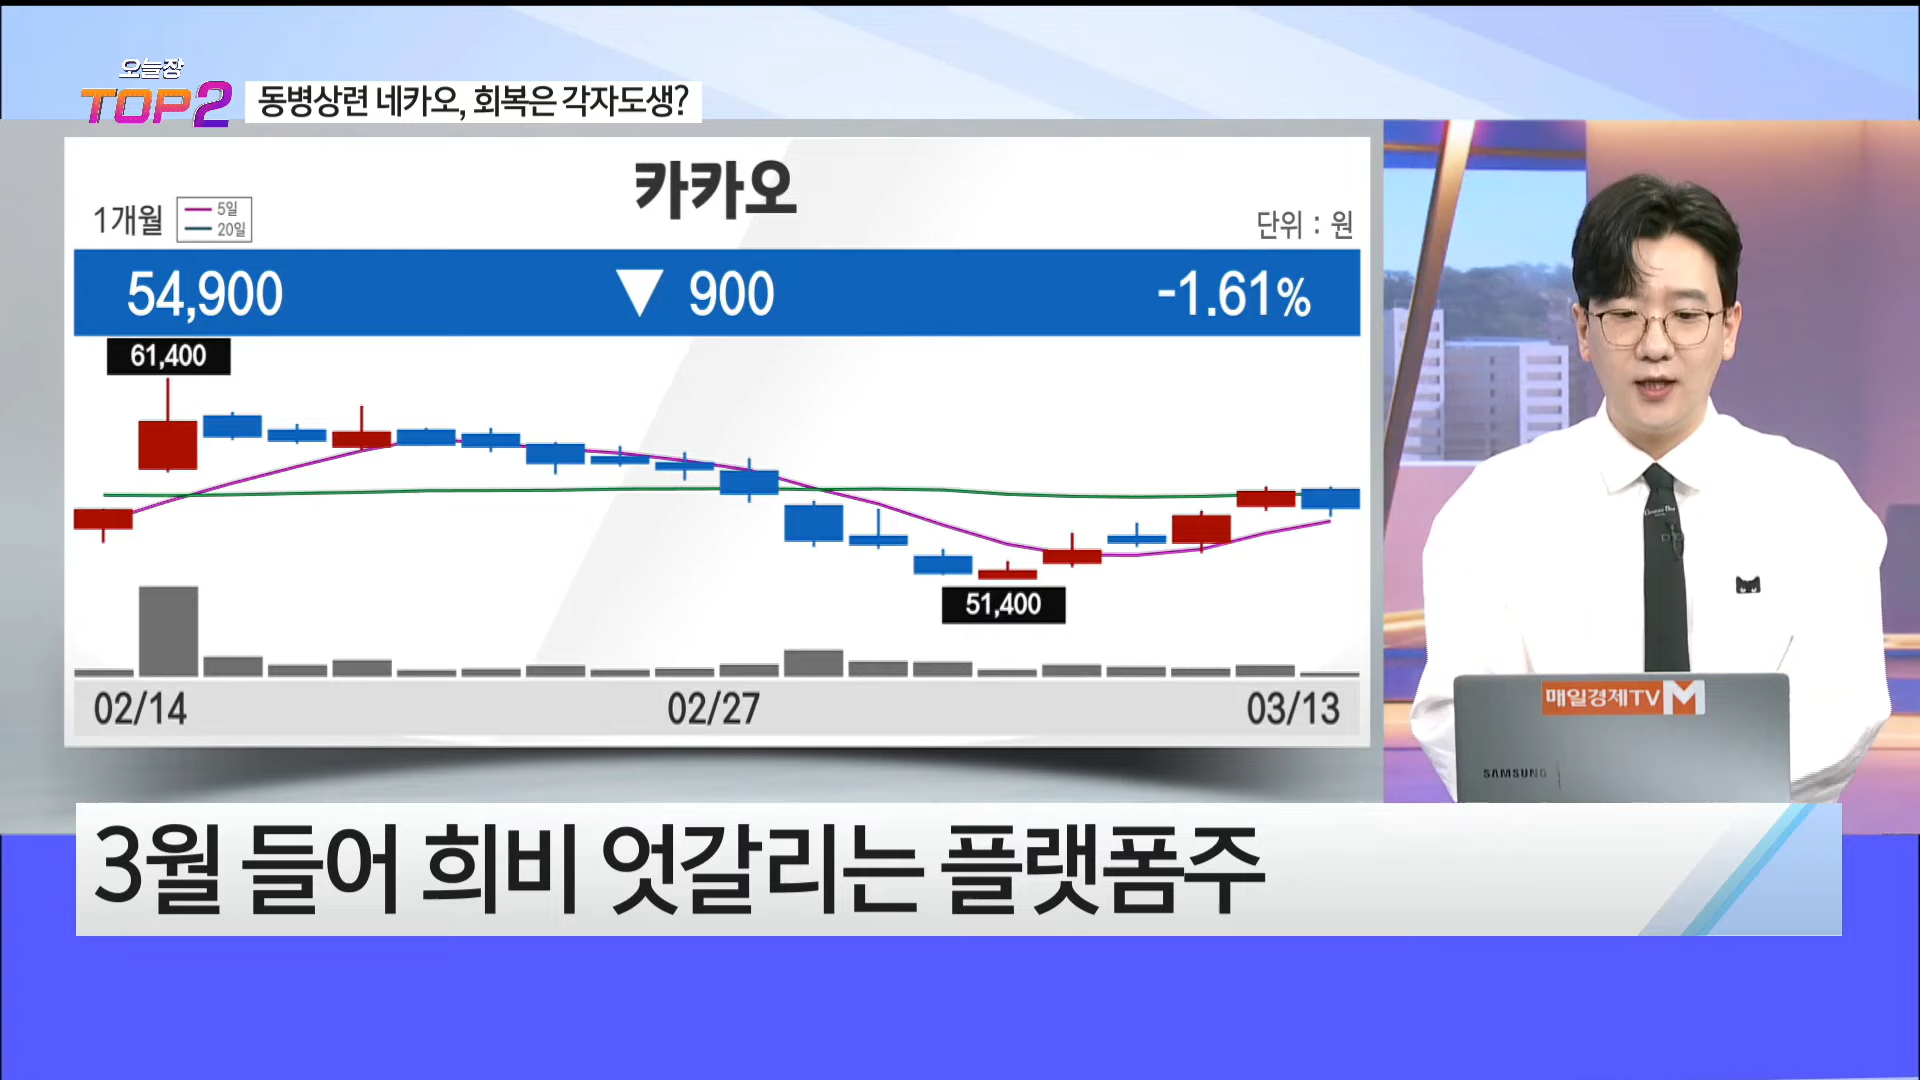 오늘장
TOP2
동병상련 네카오, 회복은 각자도생?
카카오
1개월
5일
20일
단위 : 원
54,900 ▼ 900 -1.61%
61,400
51,400
02/14 02/27 03/13
매일경제TV M
SAMSUNG
3월 들어 희비 엇갈리는 플랫폼주